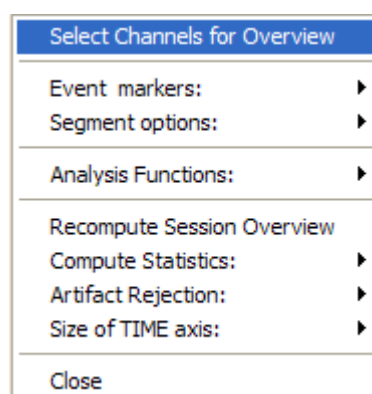 Select Channels for Overview
Event markers:
Segment options:
Analysis Functions:
Recompute Session Overview
Compute Statistics:
Artifact Rejection:
Size of TIME axis:
Close